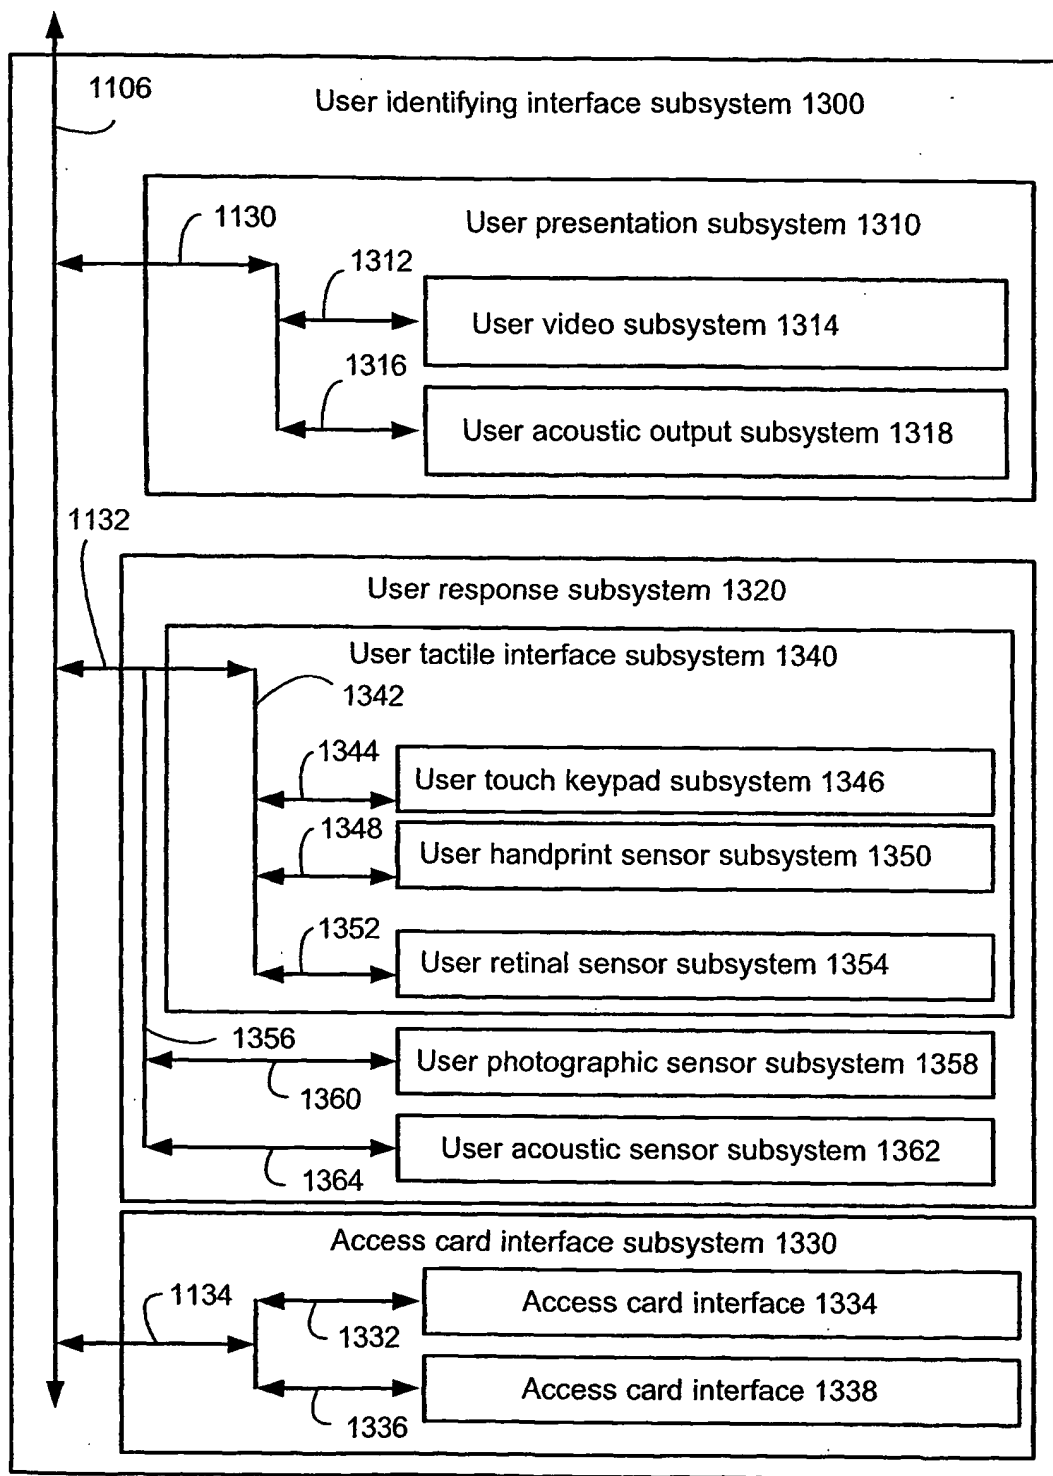 1106
User identifying interface subsystem 1300
1130
User presentation subsystem 1310
1312
User video subsystem 1314
1316
User acoustic output subsystem 1318
1132
User response subsystem 1320
User tactile interface subsystem 1340
1342
1344
User touch keypad subsystem 1346
1348
User handprint sensor subsystem 1350
1352
User retinal sensor subsystem 1354
1356
User photographic sensor subsystem 1358
1360
User acoustic sensor subsystem 1362
1364
Access card interface subsystem 1330
1134
Access card interface 1334
1332
Access card interface 1338
1336